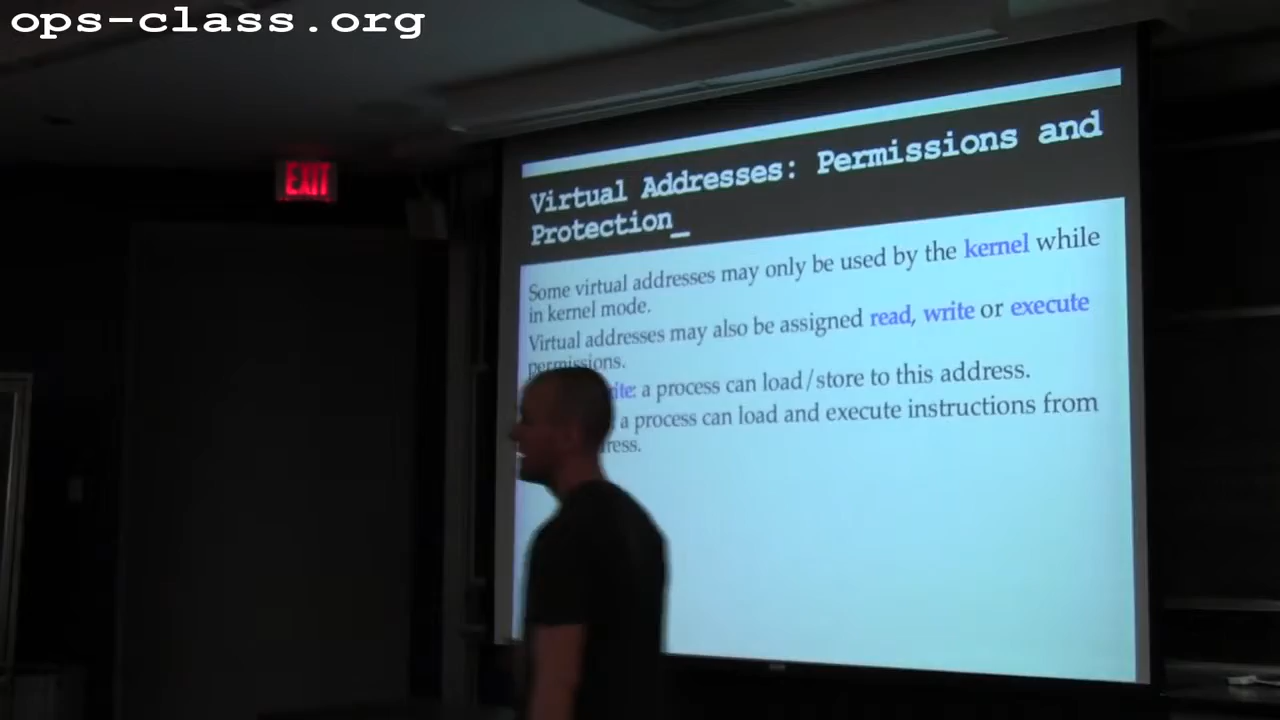 ops-class.org
EXIT
Virtual Addresses: Permissions and
Protection_
Some virtual addresses may only be used by the kernel while
in kernel mode.
Virtual addresses may also be assigned read, write or execute
permissions.
ite: a process can load/store to this address.
a process can load and execute instructions from
ress.